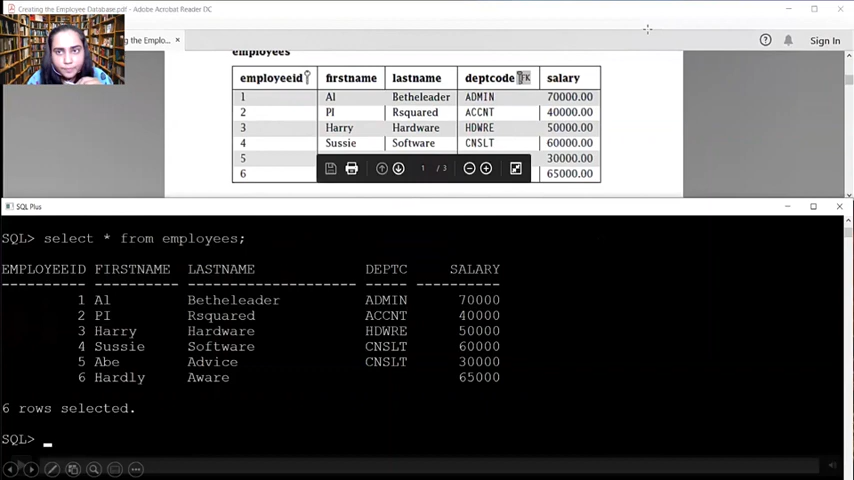 Creating the Employee Database.pdf - Adobe Acrobat Reader DC
ng the Emplo... ×
Sign In
employees
employeeid firstname lastname deptcode FK salary
1 Al Betheleader ADMIN 70000.00
2 PI Rsquared ACCNT 40000.00
3 Harry Hardware HDWRE 50000.00
4 Sussie Software CNSLT 60000.00
5 30000.00
6 65000.00
1 / 3
SQL Plus
SQL> select * from employees;
EMPLOYEEID FIRSTNAME LASTNAME DEPTC SALARY
---------- ---------- -------------------- ----- ----------
1 Al Betheleader ADMIN 70000
2 PI Rsquared ACCNT 40000
3 Harry Hardware HDWRE 50000
4 Sussie Software CNSLT 60000
5 Abe Advice CNSLT 30000
6 Hardly Aware 65000
6 rows selected.
SQL>